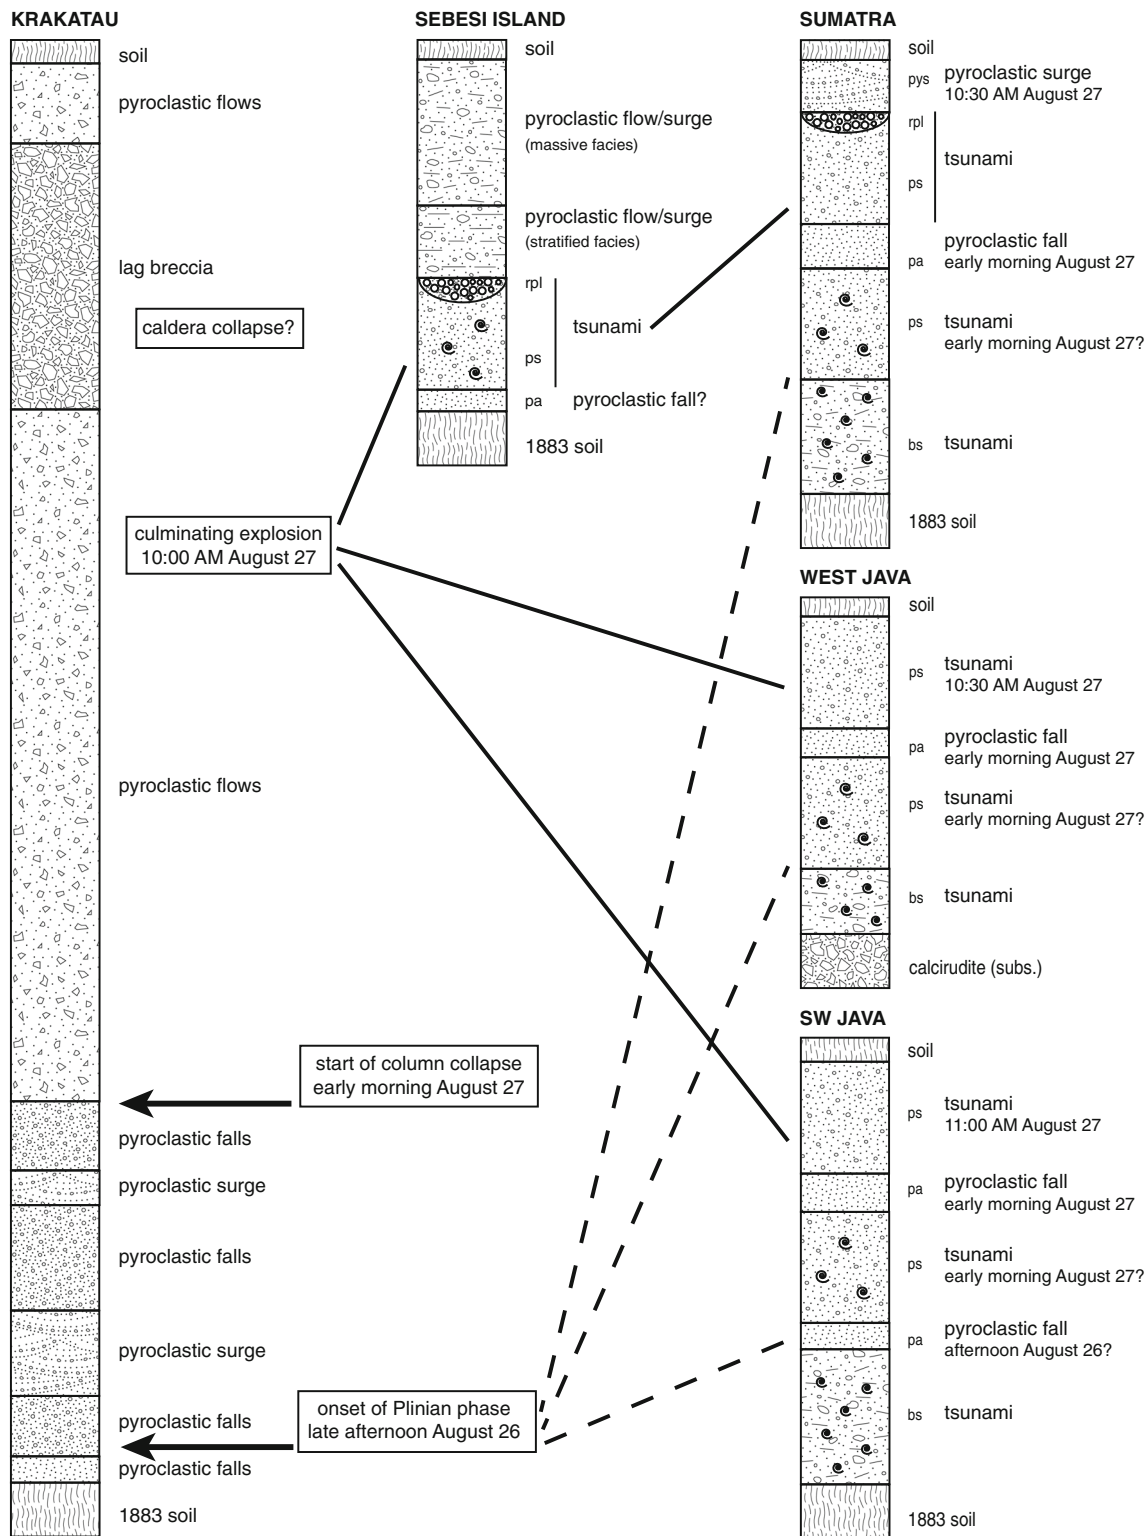 KRAKATAU
soil
pyroclastic flows
lag breccia
caldera collapse?
culminating explosion
10:00 AM August 27
pyroclastic flows
start of column collapse
early morning August 27
pyroclastic falls
pyroclastic surge
pyroclastic falls
pyroclastic surge
onset of Plinian phase
late afternoon August 26
pyroclastic falls
pyroclastic falls
1883 soil
SEBESI ISLAND
soil
pyroclastic flow/surge
(massive facies)
pyroclastic flow/surge
(stratified facies)
rpl
tsunami
ps
pa pyroclastic fall?
1883 soil
SUMATRA
soil
pys pyroclastic surge
10:30 AM August 27
rpl
tsunami
ps
pyroclastic fall
pa early morning August 27
ps tsunami
early morning August 27?
bs tsunami
1883 soil
WEST JAVA
soil
ps tsunami
10:30 AM August 27
pa pyroclastic fall
early morning August 27
ps tsunami
early morning August 27?
bs tsunami
calcirudite (subs.)
SW JAVA
soil
ps tsunami
11:00 AM August 27
pa pyroclastic fall
early morning August 27
ps tsunami
early morning August 27?
pa pyroclastic fall
afternoon August 26?
bs tsunami
1883 soil